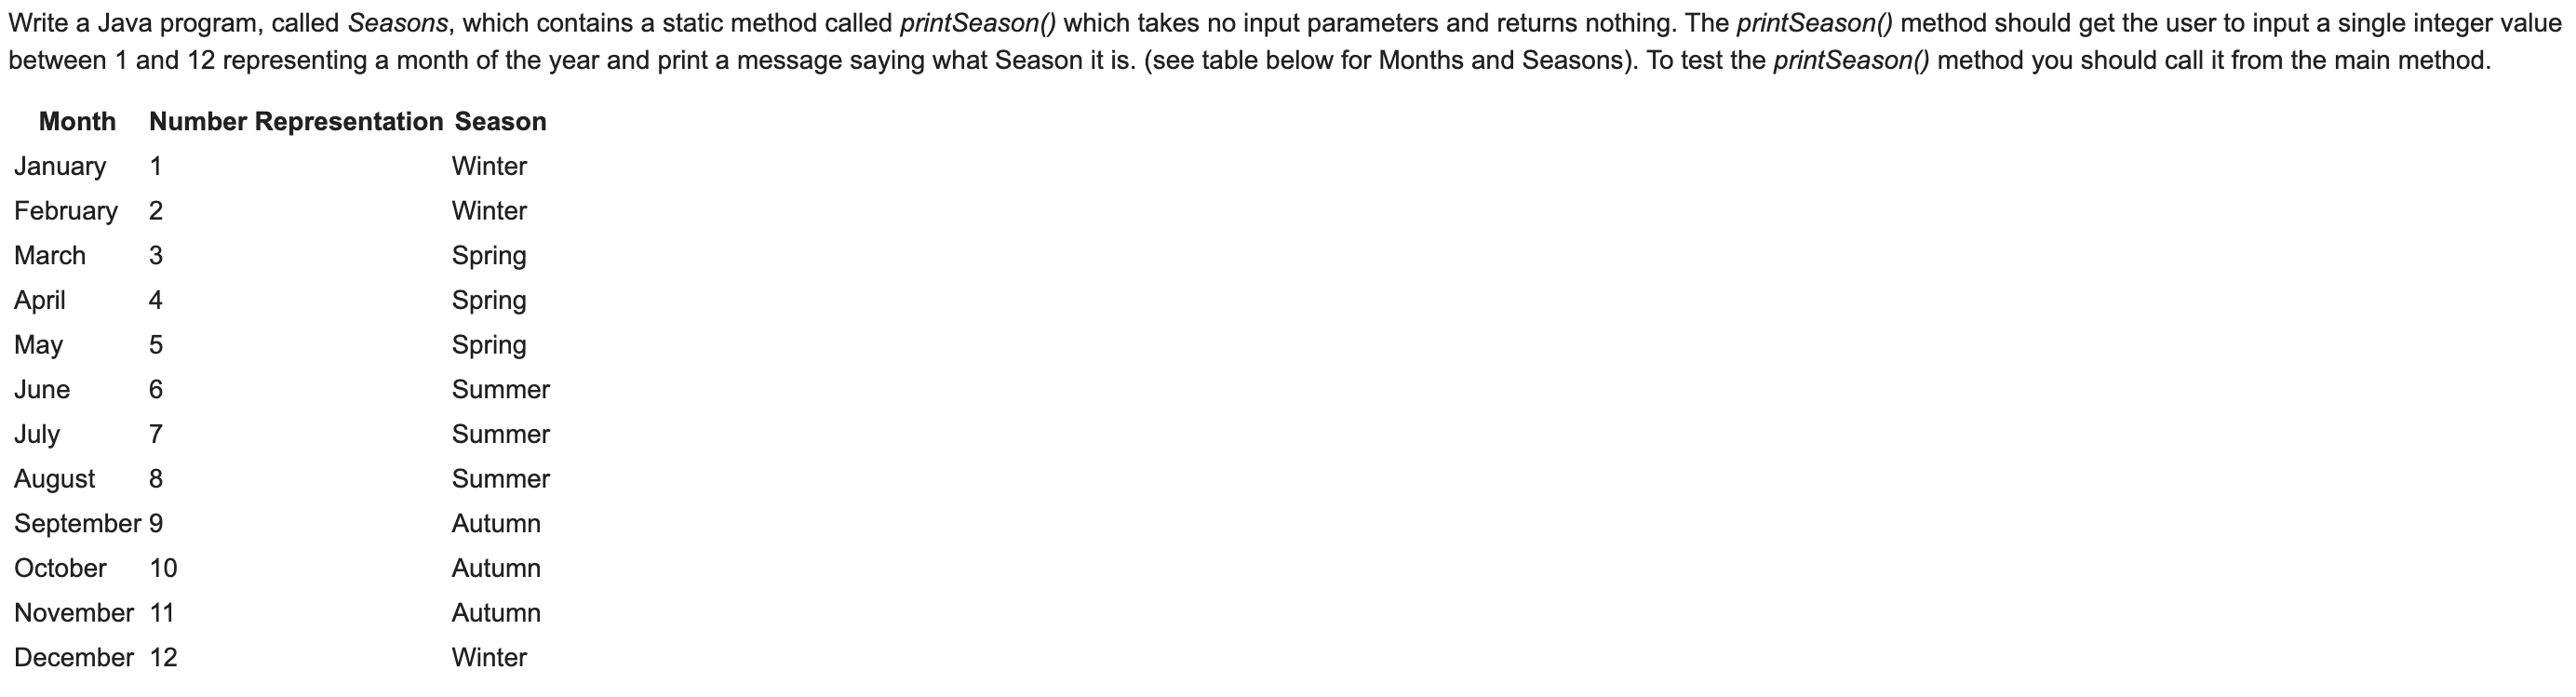 Write a Java program, called Seasons, which contains a static method called printSeason() which takes no input parameters and returns nothing. The printSeason() method should get the user to input a single integer value
between 1 and 12 representing a month of the year and print a message saying what Season it is. (see table below for Months and Seasons). To test the printSeason() method you should call it from the main method.
Month Number Representation Season
January 1 Winter
February 2 Winter
March 3 Spring
April 4 Spring
May 5 Spring
June 6 Summer
July 7 Summer
August 8 Summer
September 9 Autumn
October 10 Autumn
November 11 Autumn
December 12 Winter